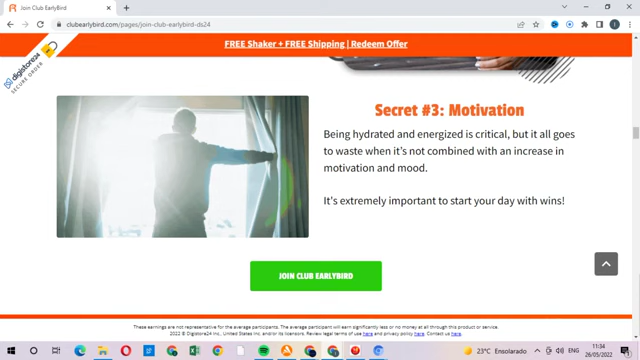 Join Club EarlyBird
clubearlybird.com/pages/join-club-earlybird-ds24
FREE Shaker + FREE Shipping | Redeem Offer
digistore24
SECURE ORDER
Secret #3: Motivation
Being hydrated and energized is critical, but it all goes
to waste when it's not combined with an increase in
motivation and mood.
It's extremely important to start your day with wins!
JOIN CLUB EARLYBIRD
These earnings are not representative for the average participants. The average participant will earn significantly less or no money at all through this product or service.
2022 © Digistore24 Inc., United States Inc. and/or its licensors. Review legal terms of use here and privacy policy here. Contact us here.
23°C Ensolarado
ENG
11:34
26/05/2022